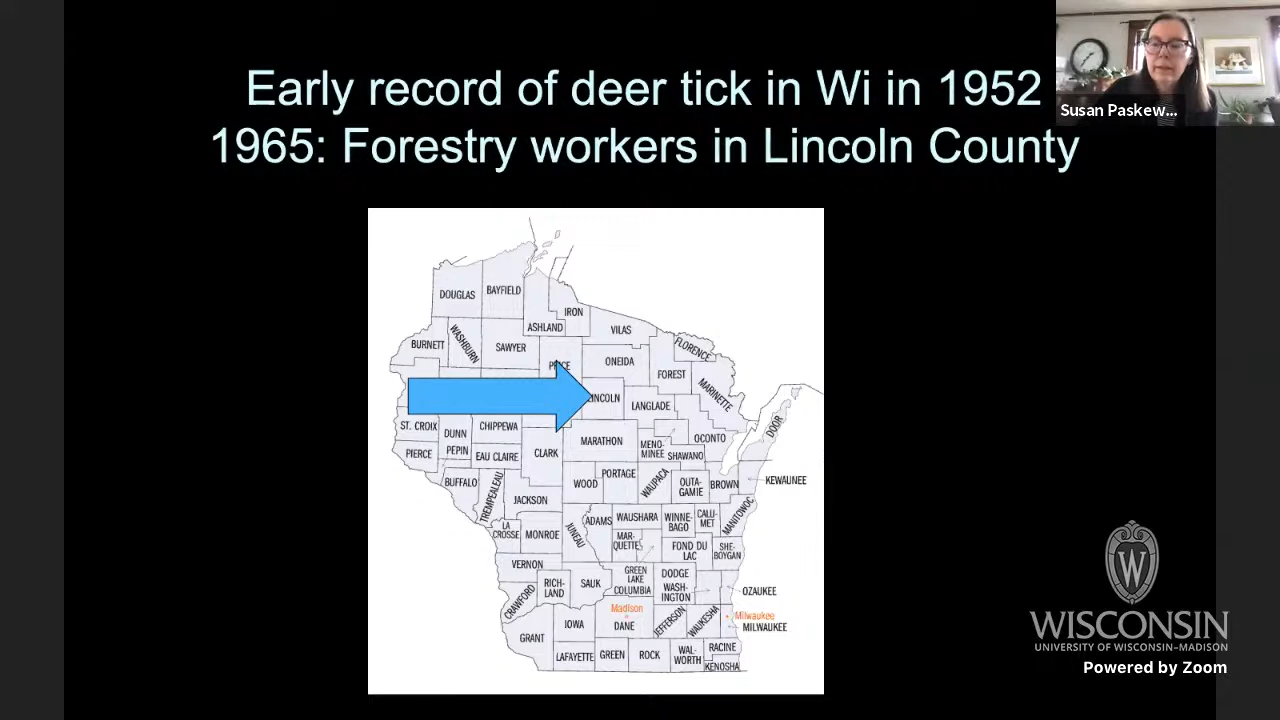 Early record of deer tick in Wi in 1952
1965: Forestry workers in Lincoln County
Susan Paskew...
DOUGLAS
BAYFIELD
IRON
ASHLAND
VILAS
BURNETT
WASHBURN
SAWYER
FLORENCE
ONEIDA
FOREST
MARINETTE
LINCOLN
LANGLADE
DOOR
ST. CROIX
DUNN
CHIPPEWA
OCONTO
MARATHON
MENO-
MINEE
PIERCE
PEPIN
EAU CLAIRE
CLARK
SHAWANO
PORTAGE
WAUPACA
BUFFALO
TREMPEALEAU
WOOD
OUTA-
GAMIE
BROWN
KEWAUNEE
JACKSON
ADAMS
WAUSHARA
WINNE-
BAGO
CALU-
MET
MANITOWOC
LA
CROSSE
MONROE
JUNEAU
MAR-
QUETTE
FOND DU
LAC
SHE-
BOYGAN
VERNON
GREEN
LAKE
DODGE
RICH-
LAND
SAUK
COLUMBIA
WASH-
INGTON
OZAUKEE
CRAWFORD
Madison
Milwaukee
IOWA
DANE
JEFFERSON
WAUKESHA
MILWAUKEE
GRANT
LAFAYETTE
GREEN
ROCK
WAL-
WORTH
RACINE
KENOSHA
W
WISCONSIN
UNIVERSITY OF WISCONSIN–MADISON
Powered by Zoom